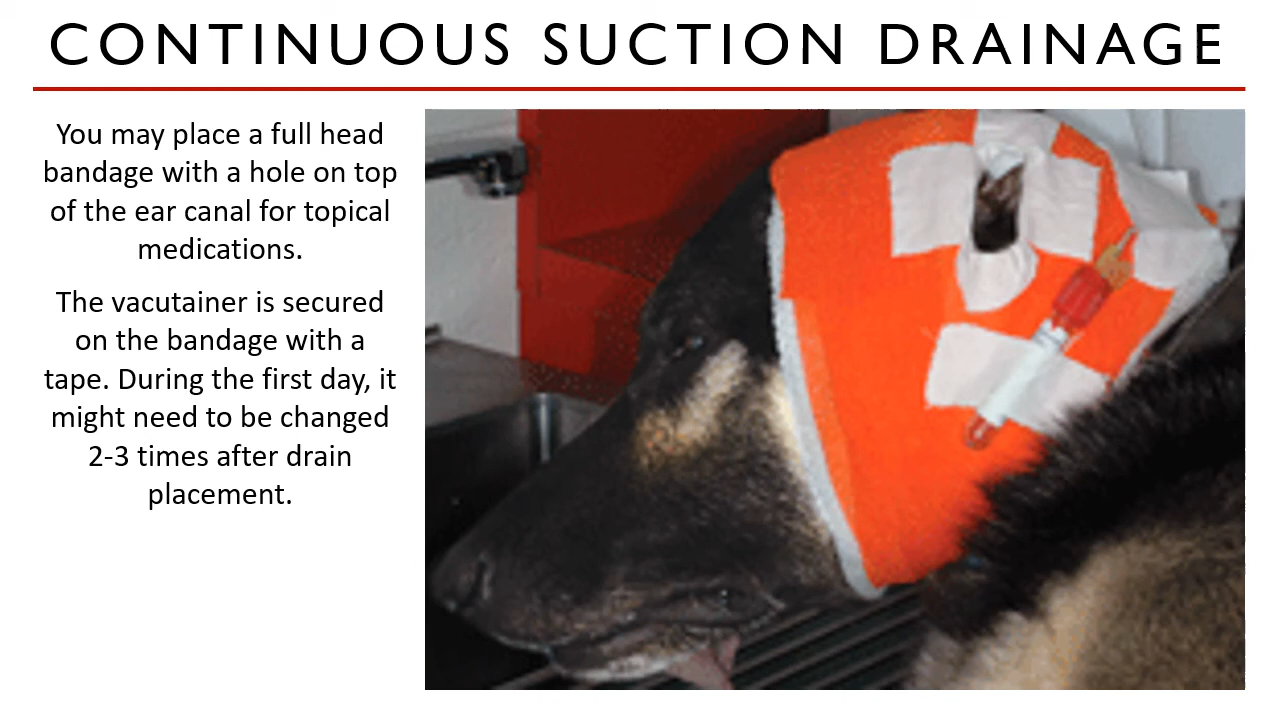 CONTINUOUS SUCTION DRAINAGE
You may place a full head
bandage with a hole on top
of the ear canal for topical
medications.
The vacutainer is secured
on the bandage with a
tape. During the first day, it
might need to be changed
2-3 times after drain
placement.